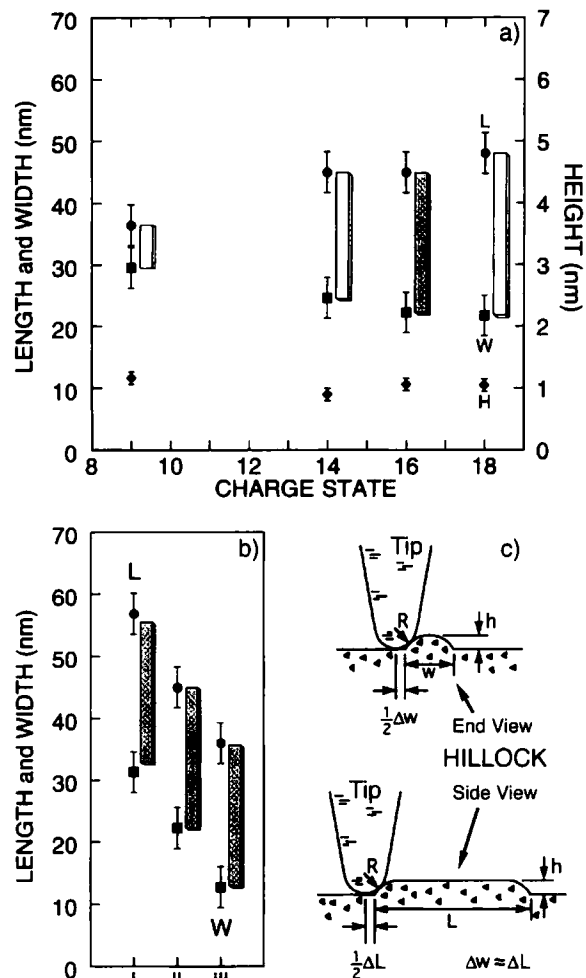 a)
70
60
50
40
30
20
10
0
LENGTH and WIDTH (nm)
7
6
5
4
3
2
1
0
HEIGHT (nm)
L
W
H
8 10 12 14 16 18
CHARGE STATE
b)
70
60
50
40
30
20
10
0
LENGTH and WIDTH (nm)
L
W
c)
Tip
R
h
w
½Δw
End View
HILLOCK
Side View
Tip
R
h
L
½ΔL
Δw ≈ ΔL